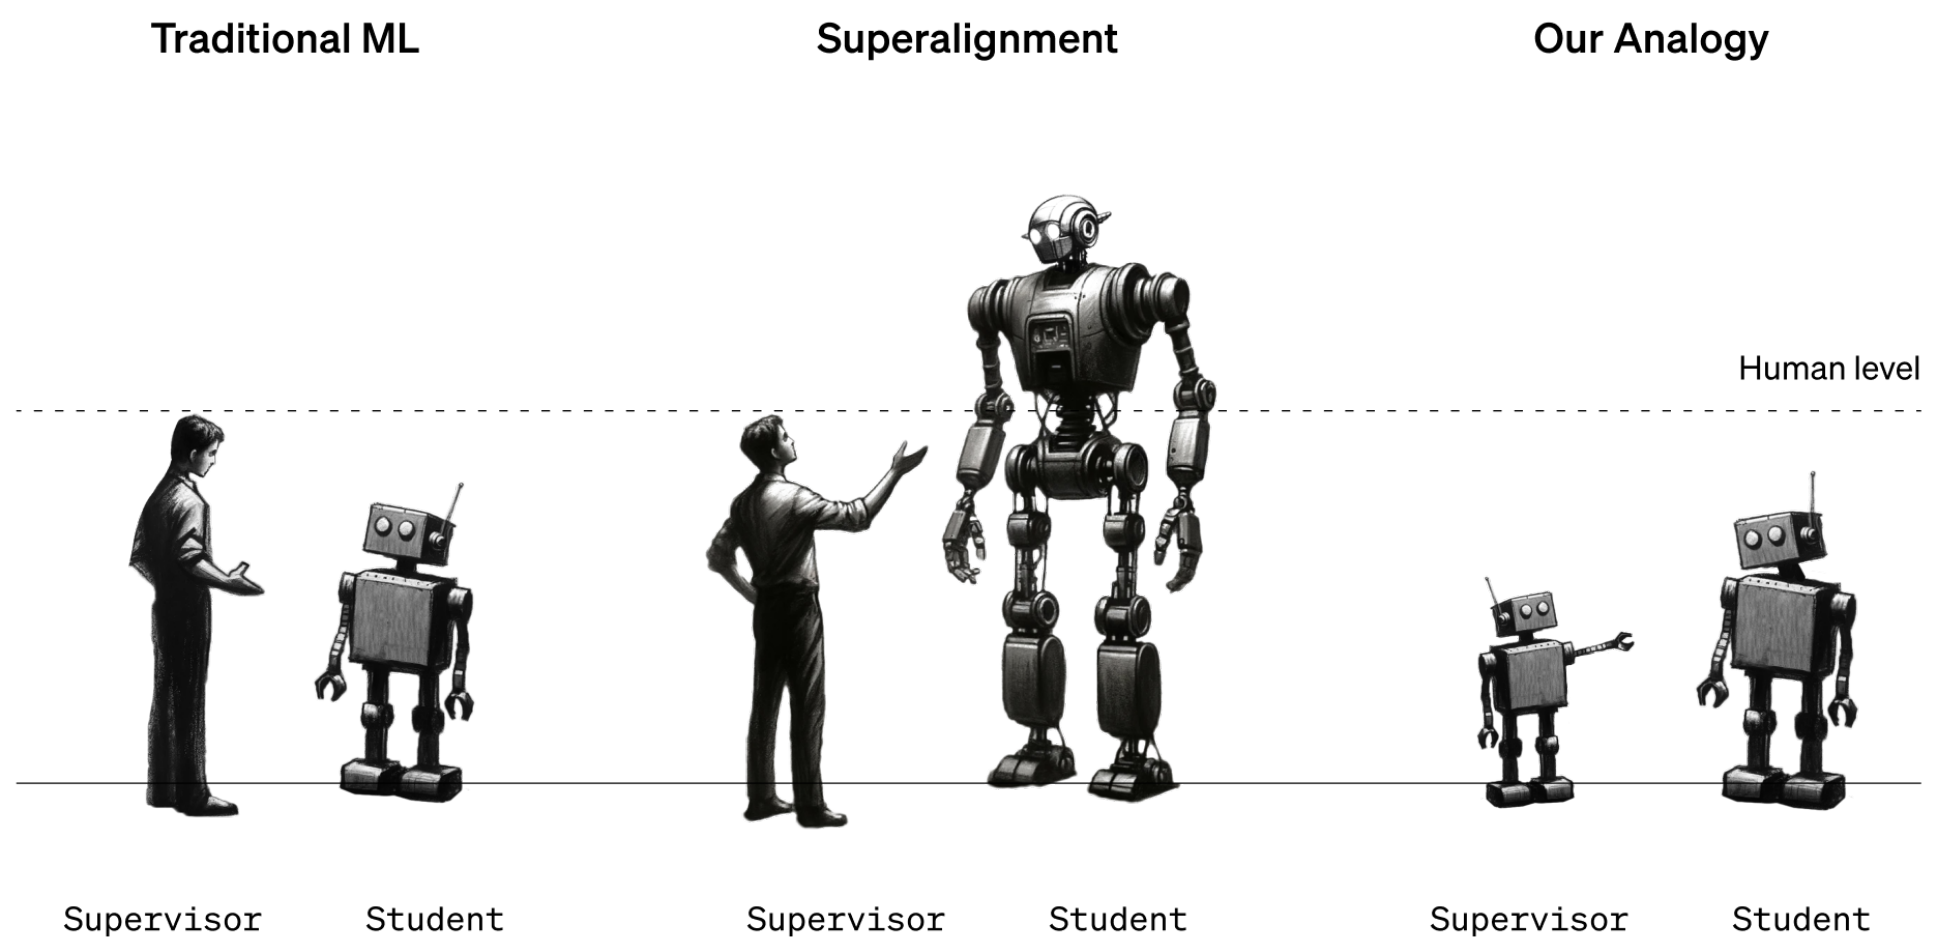 Traditional ML
Superalignment
Our Analogy
Human level
Supervisor
Student
Supervisor
Student
Supervisor
Student